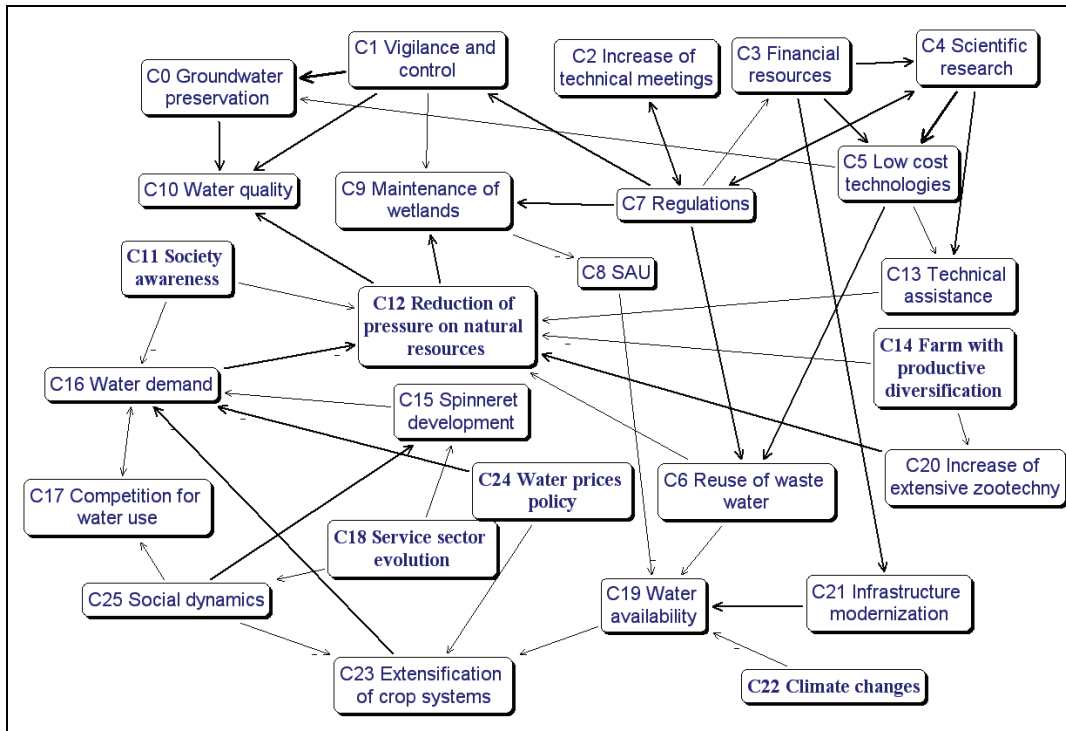 C1 Vigilance and
control
C2 Increase of
technical meetings
C3 Financial
resources
C4 Scientific
research
C0 Groundwater
preservation
C5 Low cost
technologies
C10 Water quality
C9 Maintenance of
wetlands
C7 Regulations
C11 Society
awareness
C8 SAU
C13 Technical
assistance
C12 Reduction of
pressure on natural
resources
C14 Farm with
productive
diversification
C16 Water demand
C15 Spinneret
development
C20 Increase of
extensive zootechny
C24 Water prices
policy
C6 Reuse of waste
water
C17 Competition for
water use
C18 Service sector
evolution
C25 Social dynamics
C19 Water
availability
C21 Infrastructure
modernization
C23 Extensification
of crop systems
C22 Climate changes